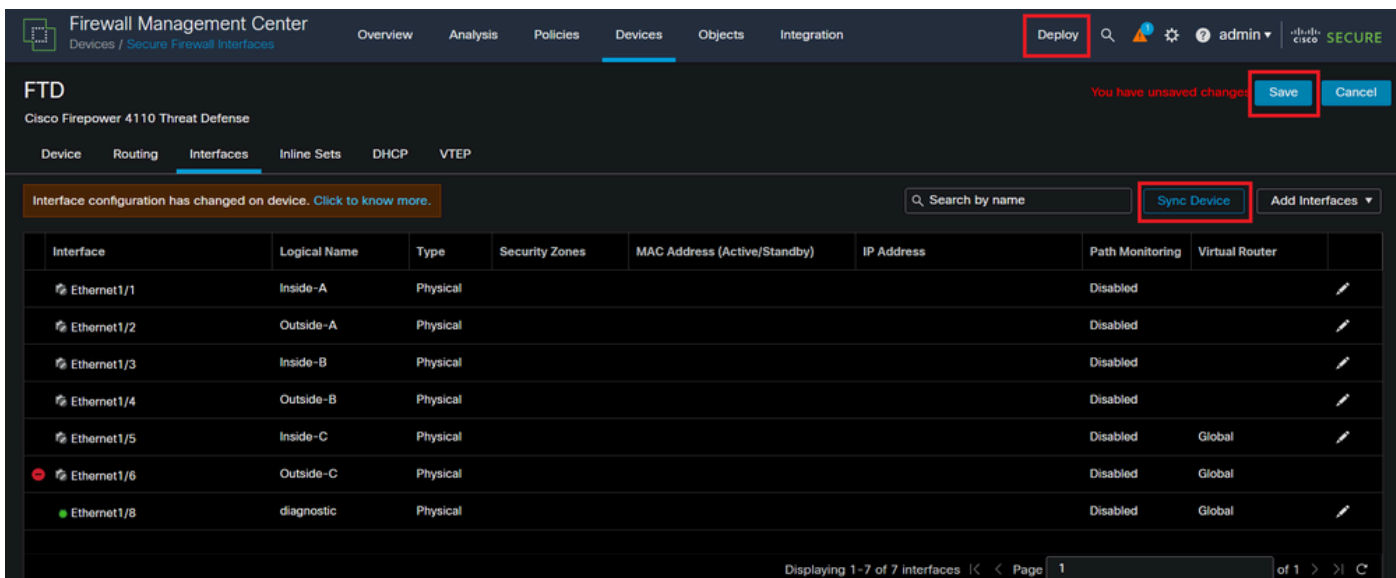 Firewall Management Center
Devices / Secure Firewall Interfaces
Overview Analysis Policies Devices Objects Integration
Deploy 1 admin CISCO SECURE
FTD
Cisco Firepower 4110 Threat Defense
You have unsaved changes Save Cancel
Device Routing Interfaces Inline Sets DHCP VTEP
Interface configuration has changed on device. Click to know more.
Search by name Sync Device Add Interfaces
Interface Logical Name Type Security Zones MAC Address (Active/Standby) IP Address Path Monitoring Virtual Router
Ethernet1/1 Inside-A Physical Disabled
Ethernet1/2 Outside-A Physical Disabled
Ethernet1/3 Inside-B Physical Disabled
Ethernet1/4 Outside-B Physical Disabled
Ethernet1/5 Inside-C Physical Disabled Global
Ethernet1/6 Outside-C Physical Disabled Global
Ethernet1/8 diagnostic Physical Disabled Global
Displaying 1-7 of 7 interfaces |< < Page 1 of 1 > >|